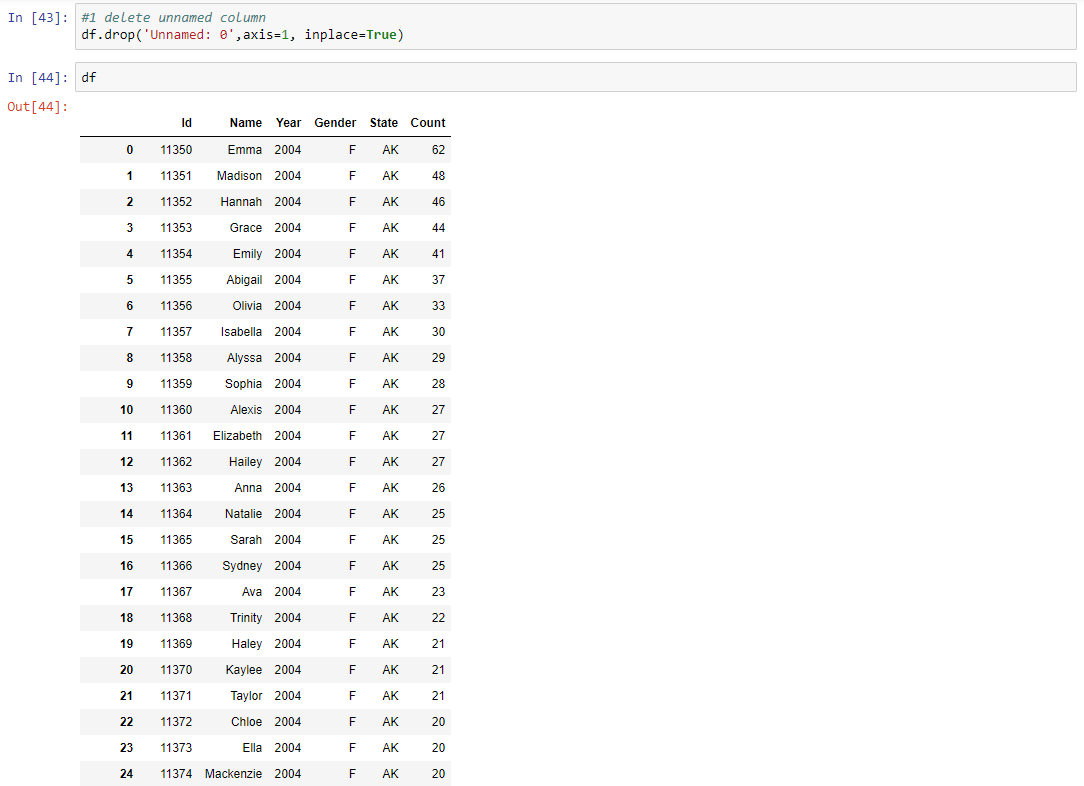 In [43]: #1 delete unnamed column
df.drop('Unnamed: 0',axis=1, inplace=True)
In [44]: df
Out[44]:
Id Name Year Gender State Count
0 11350 Emma 2004 F AK 62
1 11351 Madison 2004 F AK 48
2 11352 Hannah 2004 F AK 46
3 11353 Grace 2004 F AK 44
4 11354 Emily 2004 F AK 41
5 11355 Abigail 2004 F AK 37
6 11356 Olivia 2004 F AK 33
7 11357 Isabella 2004 F AK 30
8 11358 Alyssa 2004 F AK 29
9 11359 Sophia 2004 F AK 28
10 11360 Alexis 2004 F AK 27
11 11361 Elizabeth 2004 F AK 27
12 11362 Hailey 2004 F AK 27
13 11363 Anna 2004 F AK 26
14 11364 Natalie 2004 F AK 25
15 11365 Sarah 2004 F AK 25
16 11366 Sydney 2004 F AK 25
17 11367 Ava 2004 F AK 23
18 11368 Trinity 2004 F AK 22
19 11369 Haley 2004 F AK 21
20 11370 Kaylee 2004 F AK 21
21 11371 Taylor 2004 F AK 21
22 11372 Chloe 2004 F AK 20
23 11373 Ella 2004 F AK 20
24 11374 Mackenzie 2004 F AK 20